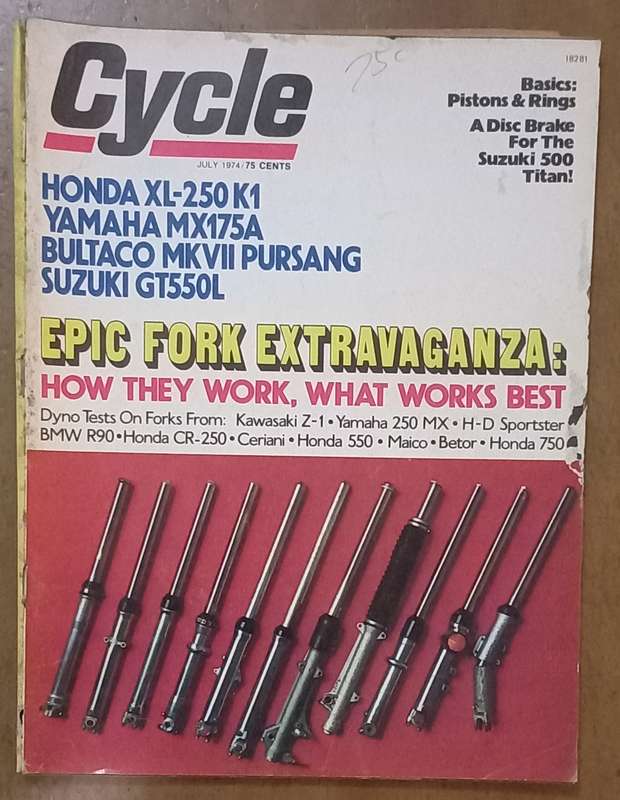 18281
75c
Cycle
JULY 1974/75 CENTS
Basics:
Pistons & Rings
A Disc Brake
For The
Suzuki 500
Titan!
HONDA XL-250 K1
YAMAHA MX175A
BULTACO MKVII PURSANG
SUZUKI GT550L
EPIC FORK EXTRAVAGANZA:
HOW THEY WORK, WHAT WORKS BEST
Dyno Tests On Forks From: Kawasaki Z-1 • Yamaha 250 MX • H-D Sportster
BMW R90 • Honda CR-250 • Ceriani • Honda 550 • Maico • Betor • Honda 750